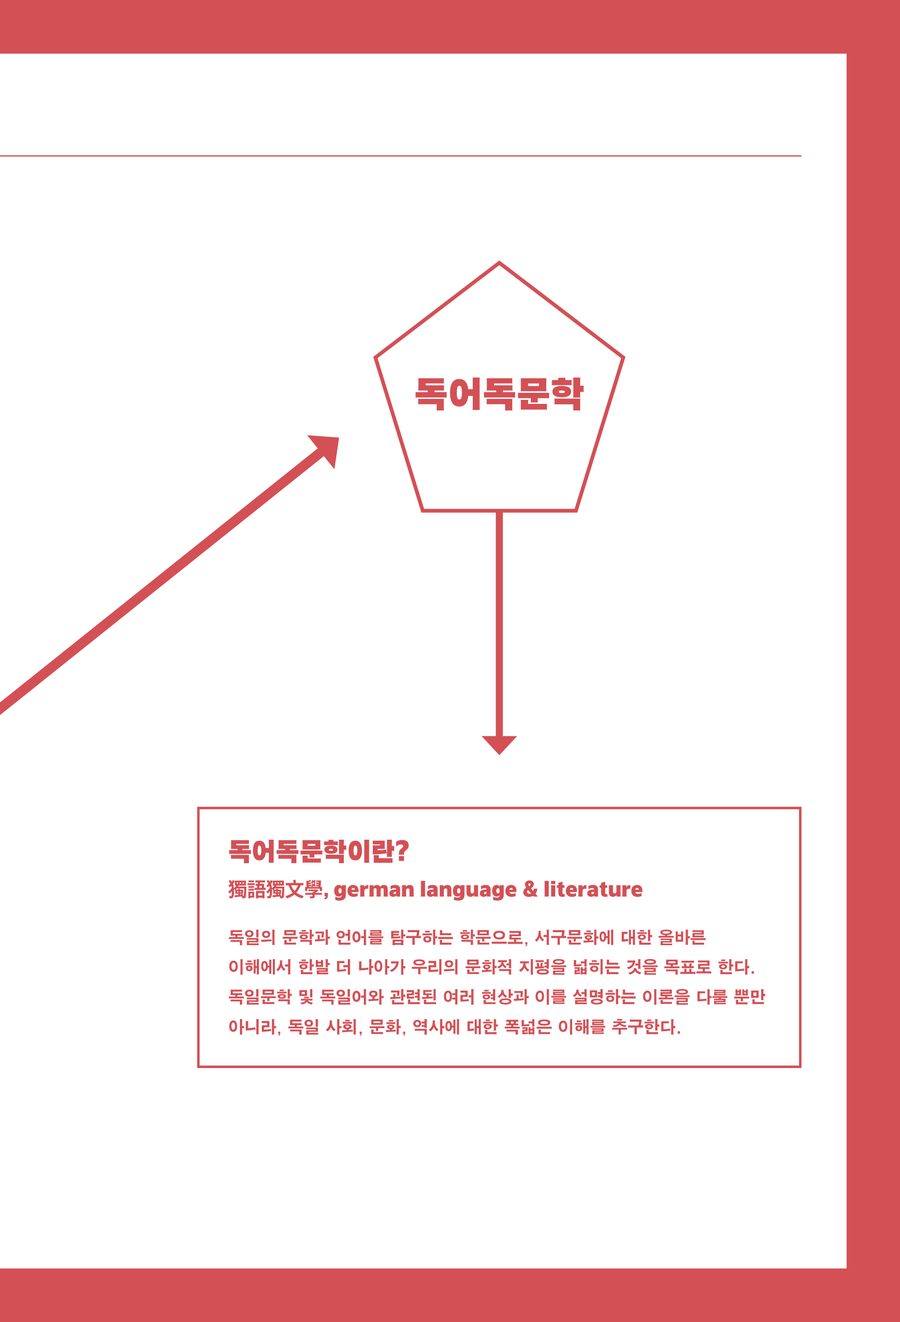 독어독문학
독어독문학이란?
獨語獨文學, german language & literature
독일의 문학과 언어를 탐구하는 학문으로, 서구문화에 대한 올바른
이해에서 한발 더 나아가 우리의 문화적 지평을 넓히는 것을 목표로 한다.
독일문학 및 독일어와 관련된 여러 현상과 이를 설명하는 이론을 다룰 뿐만
아니라, 독일 사회, 문화, 역사에 대한 폭넓은 이해를 추구한다.